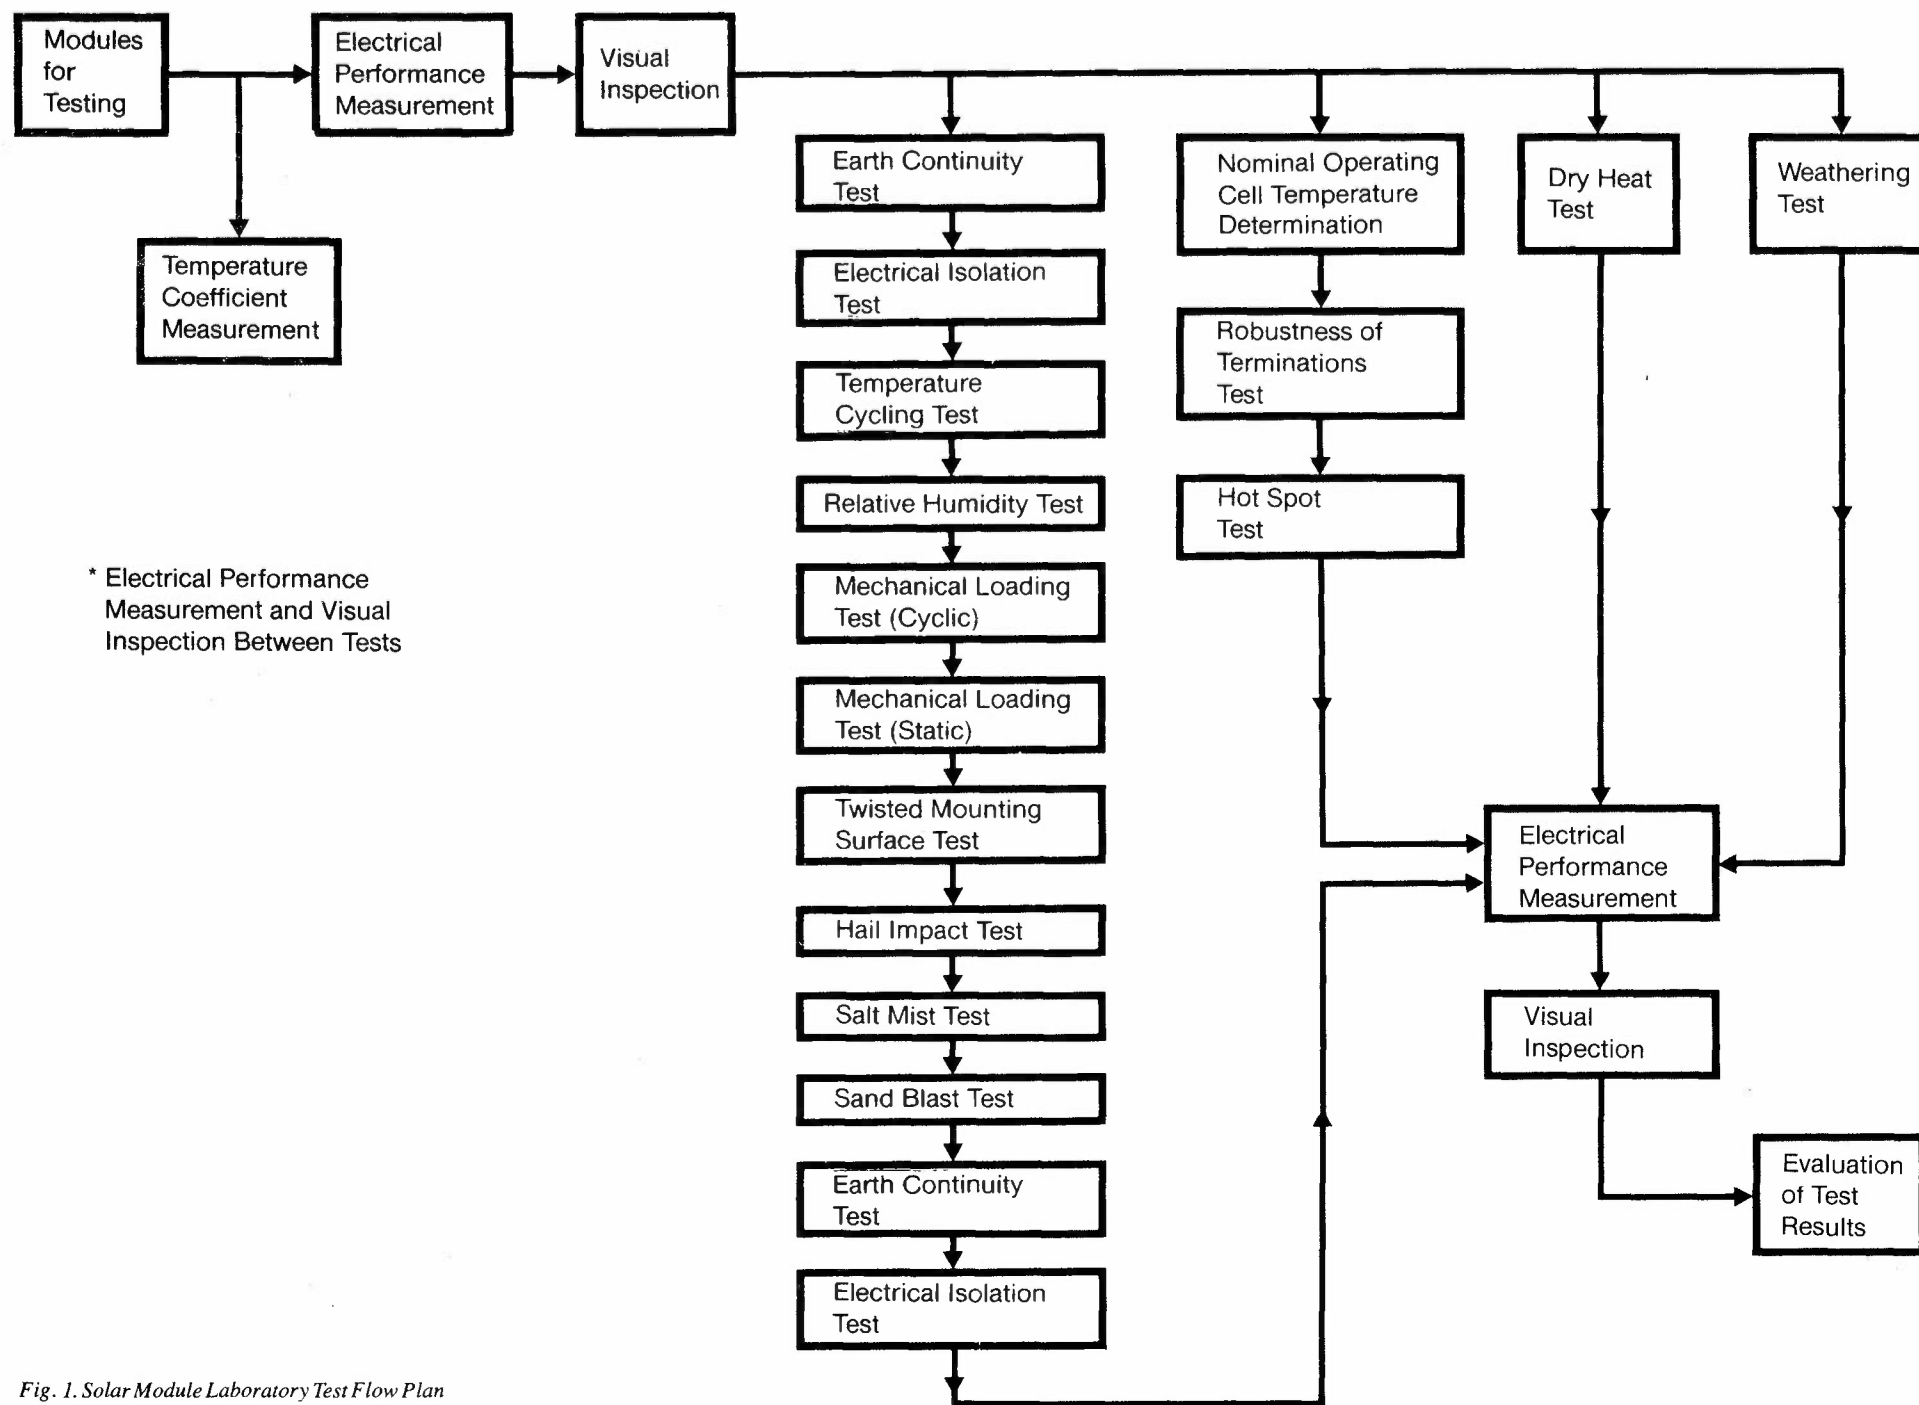 Modules
for
Testing
Electrical
Performance
Measurement
Visual
Inspection
Temperature
Coefficient
Measurement
* Electrical Performance
Measurement and Visual
Inspection Between Tests
Earth Continuity
Test
Electrical Isolation
Test
Temperature
Cycling Test
Relative Humidity Test
Mechanical Loading
Test (Cyclic)
Mechanical Loading
Test (Static)
Twisted Mounting
Surface Test
Hail Impact Test
Salt Mist Test
Sand Blast Test
Earth Continuity
Test
Electrical Isolation
Test
Nominal Operating
Cell Temperature
Determination
Robustness of
Terminations
Test
Hot Spot
Test
Dry Heat
Test
Weathering
Test
Electrical
Performance
Measurement
Visual
Inspection
Evaluation
of Test
Results
Fig. 1. Solar Module Laboratory Test Flow Plan